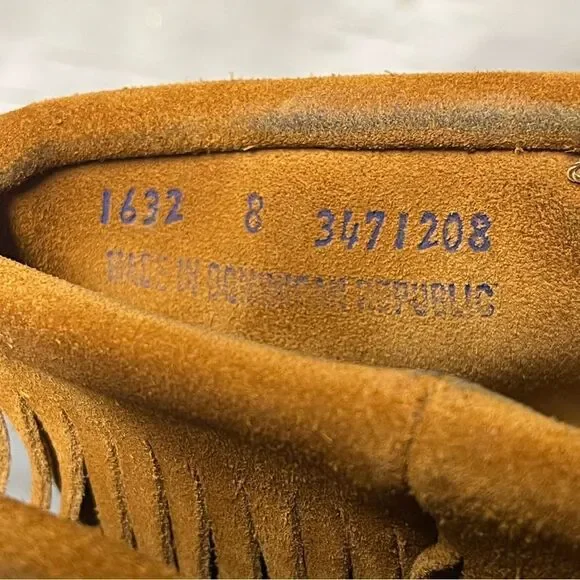 1632 8 3471208
MADE IN DOMINICAN REPUBLIC